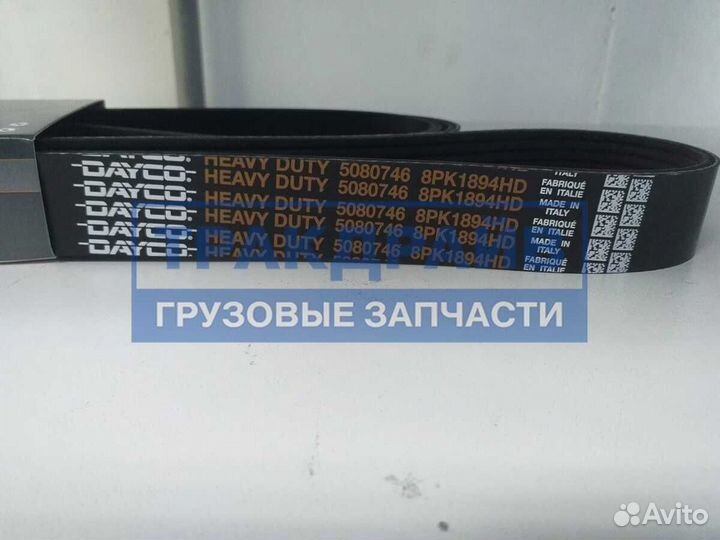 DAYCO HEAVY DUTY 5080746 8PK1894HD ITALY
DAYCO HEAVY DUTY 5080746 8PK1894HD FABRIQUÉ EN ITALIE
DAYCO HEAVY DUTY 5080746 8PK1894HD MADE IN ITALY
DAYCO HEAVY DUTY 5080746 8PK1894HD FABRIQUÉ EN ITALIE
DAYCO HEAVY DUTY 5080746 8PK1894HD MADE IN ITALY
FABRIQUÉ EN ITALIE
ГРУЗОВЫЕ ЗАПЧАСТИ
Avito